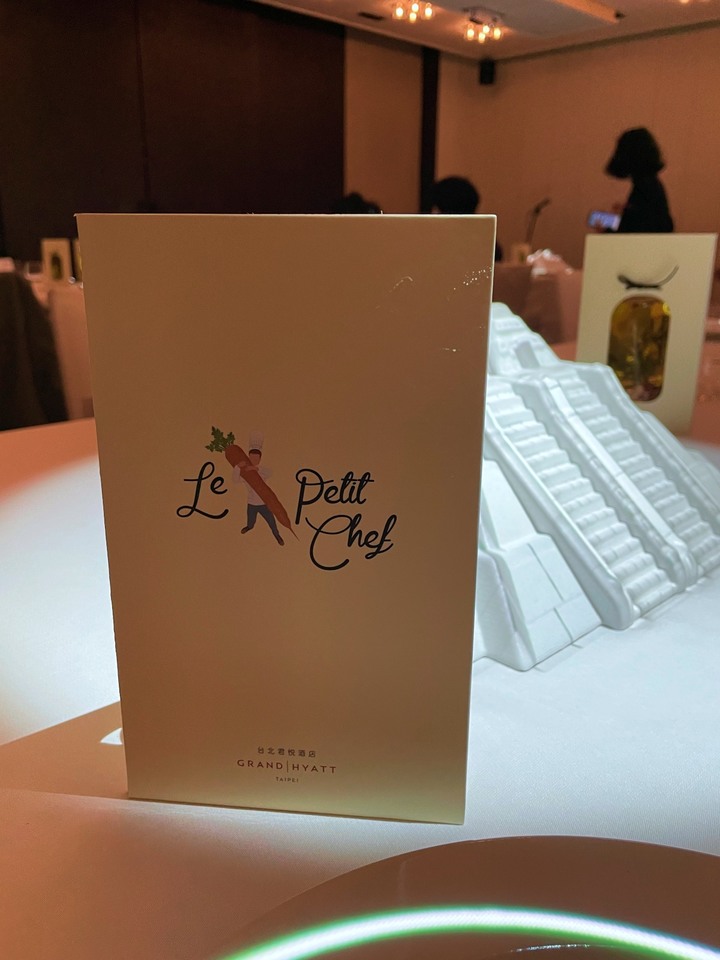 Le Petit
Chef
台北君悅酒店
GRAND|HYATT
TAIPEI